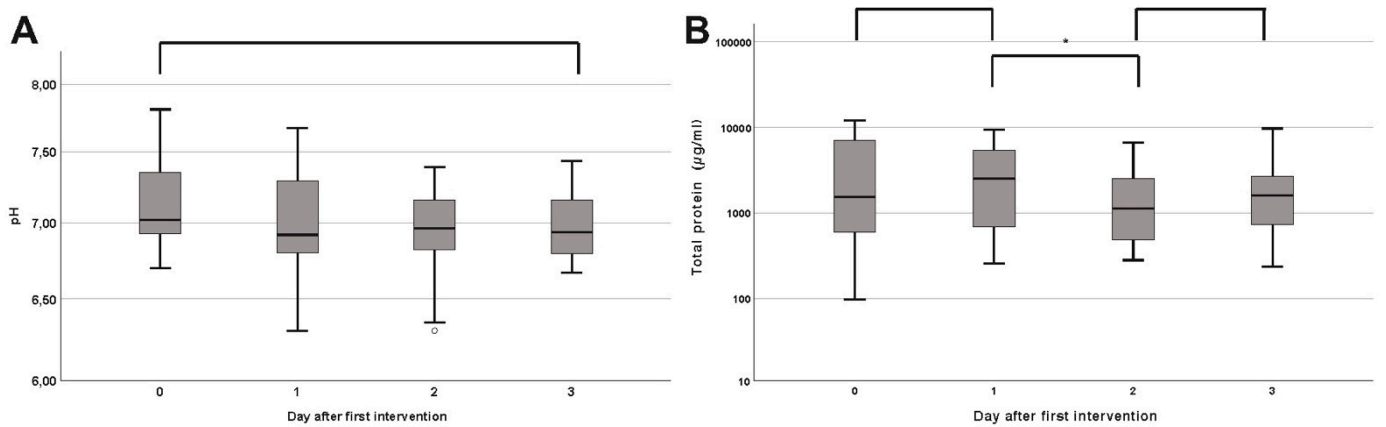 A
8,00
7,50
7,00
6,50
6,00
pH
0 1 2 3
Day after first intervention
B
*
100000
10000
1000
100
10
Total protein (µg/ml)
0 1 2 3
Day after first intervention